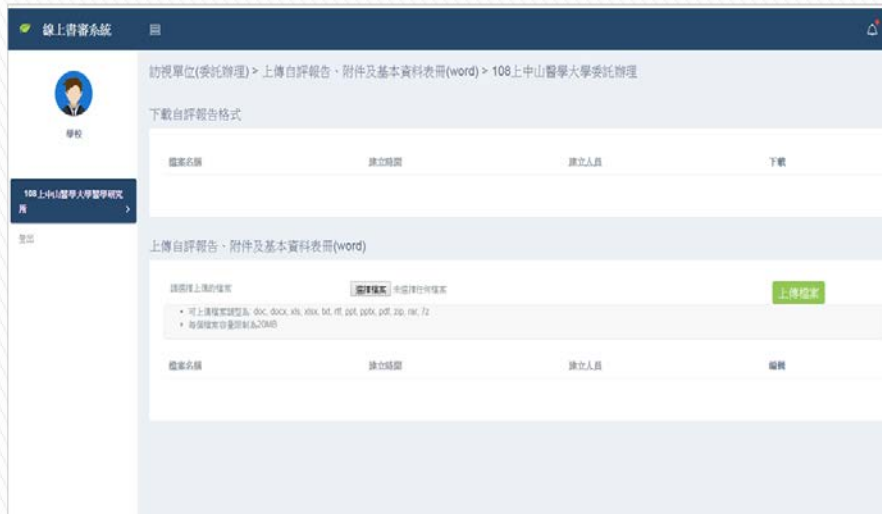 線上書審系統
訪視單位(委託辦理) > 上傳自評報告、附件及基本資料表冊(word) > 108上中山醫學大學委託辦理
學校
下載自評報告格式
檔案名稱 建立時間 建立人員 下載
108上中山醫學大學醫學研究
所
登出
上傳自評報告、附件及基本資料表冊(word)
請選擇上傳的檔案 選擇檔案 未選擇任何檔案 上傳檔案
可上傳檔案類型為: doc, docx, xls, xlsx, txt, rtf, ppt, pptx, pdf, zip, rar, 7z
每個檔案容量限制為20MB
檔案名稱 建立時間 建立人員 編輯